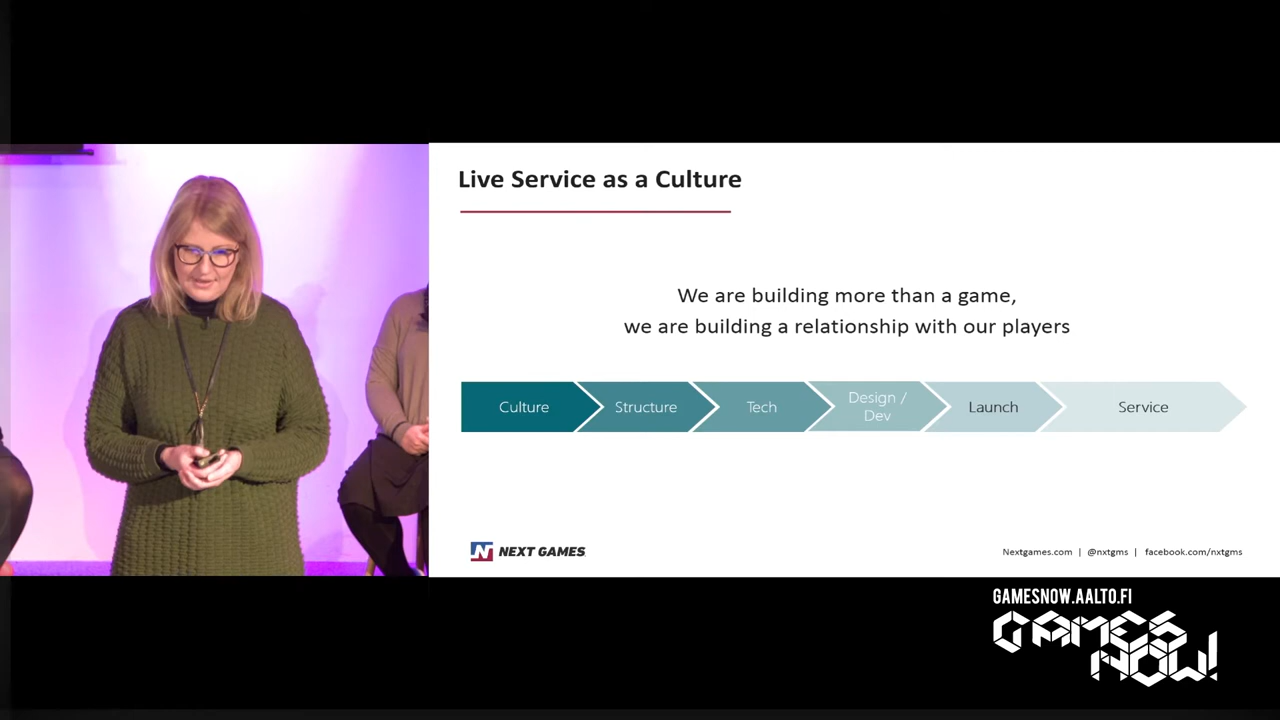 Live Service as a Culture
We are building more than a game,
we are building a relationship with our players
Culture
Structure
Tech
Design /
Dev
Launch
Service
NEXT GAMES
Nextgames.com | @nxtgms | facebook.com/nxtgms
GAMESNOW.AALTO.FI
GAMES
NOW!